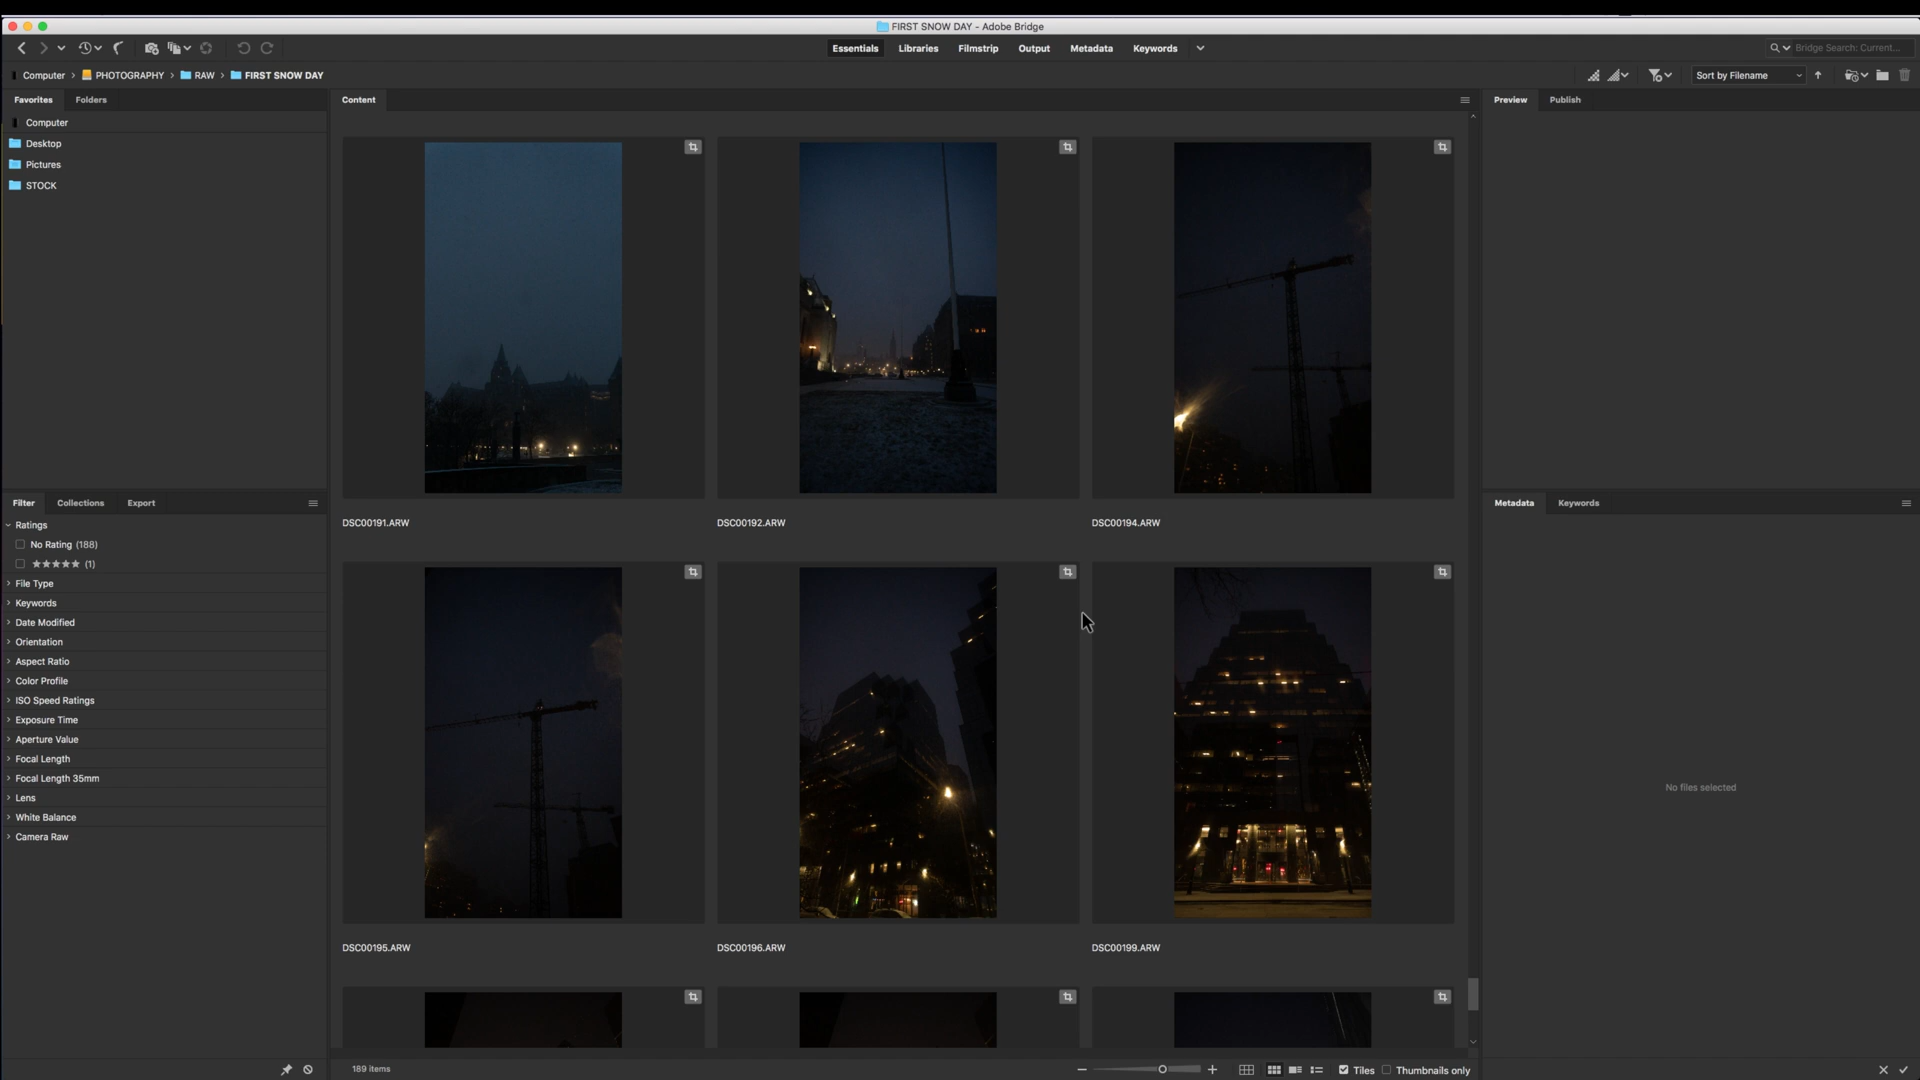 FIRST SNOW DAY - Adobe Bridge
Essentials Libraries Filmstrip Output Metadata Keywords
Bridge Search: Current...
Computer PHOTOGRAPHY RAW FIRST SNOW DAY
Sort by Filename
Favorites Folders
Computer
Desktop
Pictures
STOCK
Content
Preview Publish
DSC00191.ARW DSC00192.ARW DSC00194.ARW
Filter Collections Export
Ratings
No Rating (188)
★★★★★ (1)
File Type
Keywords
Date Modified
Orientation
Aspect Ratio
Color Profile
ISO Speed Ratings
Exposure Time
Aperture Value
Focal Length
Focal Length 35mm
Lens
White Balance
Camera Raw
DSC00195.ARW DSC00196.ARW DSC00199.ARW
Metadata Keywords
No files selected
189 items
Tiles Thumbnails only